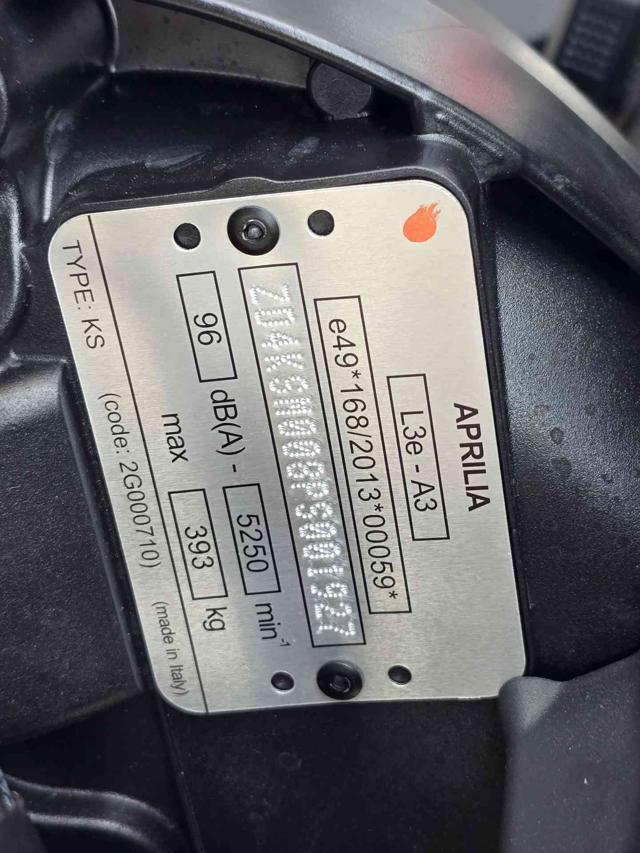 APRILIA
L3e - A3
e49*168/2013*00059*
ZD4KSM008PS001927
96 dB(A) - 5250 min-1
max 393 kg
TYPE: KS (code: 2G000710) (made in Italy)